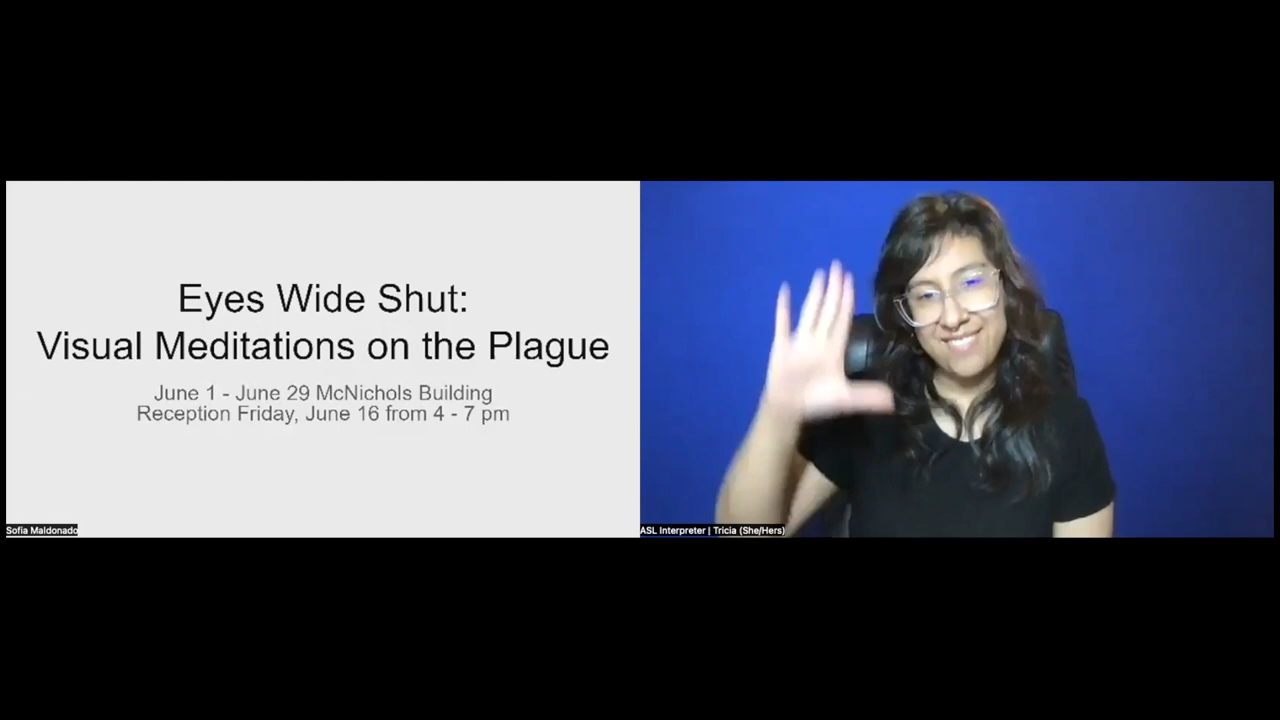 Eyes Wide Shut:
Visual Meditations on the Plague
June 1 - June 29 McNichols Building
Reception Friday, June 16 from 4 - 7 pm
Sofia Maldonado
ASL Interpreter | Tricia (She/Hers)